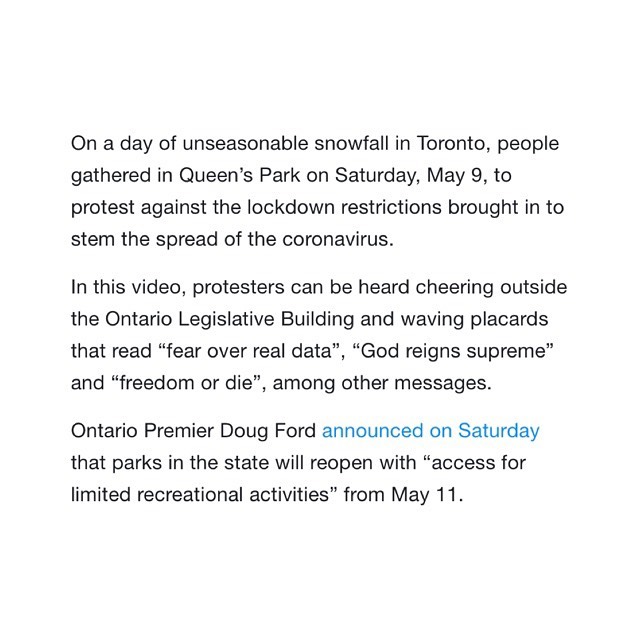 On a day of unseasonable snowfall in Toronto, people
gathered in Queen’s Park on Saturday, May 9, to
protest against the lockdown restrictions brought in to
stem the spread of the coronavirus.
In this video, protesters can be heard cheering outside
the Ontario Legislative Building and waving placards
that read “fear over real data”, “God reigns supreme”
and “freedom or die”, among other messages.
Ontario Premier Doug Ford announced on Saturday
that parks in the state will reopen with “access for
limited recreational activities” from May 11.